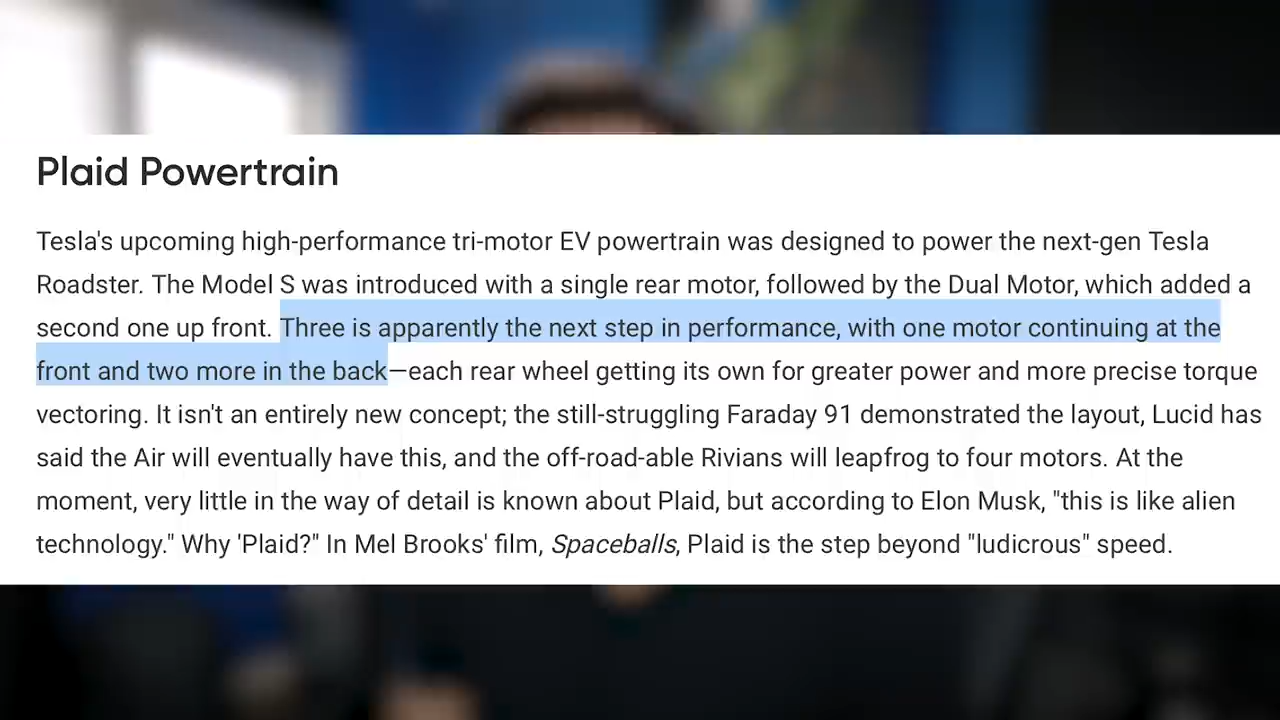 Plaid Powertrain
Tesla's upcoming high-performance tri-motor EV powertrain was designed to power the next-gen Tesla
Roadster. The Model S was introduced with a single rear motor, followed by the Dual Motor, which added a
second one up front. Three is apparently the next step in performance, with one motor continuing at the
front and two more in the back—each rear wheel getting its own for greater power and more precise torque
vectoring. It isn't an entirely new concept; the still-struggling Faraday 91 demonstrated the layout, Lucid has
said the Air will eventually have this, and the off-road-able Rivians will leapfrog to four motors. At the
moment, very little in the way of detail is known about Plaid, but according to Elon Musk, "this is like alien
technology." Why 'Plaid?" In Mel Brooks' film, Spaceballs, Plaid is the step beyond "ludicrous" speed.